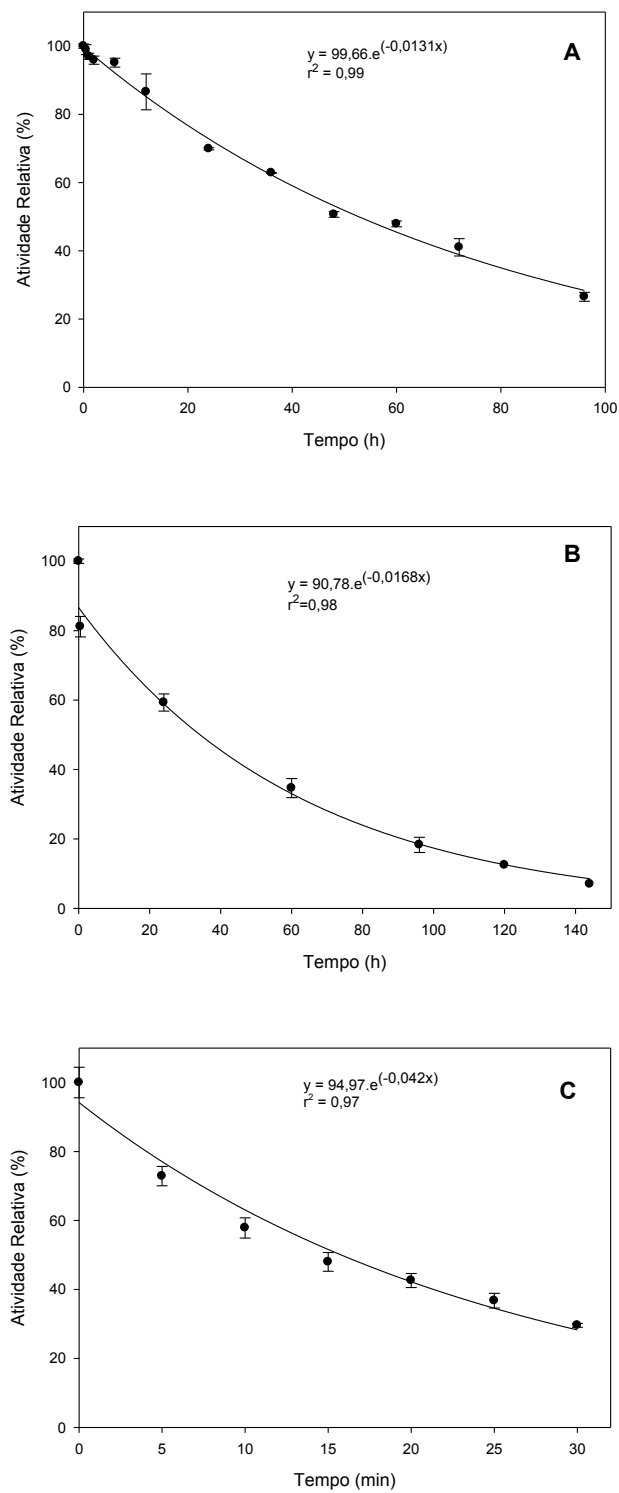 A
y = 99,66.e(-0,0131x)
r2 = 0,99
100
80
60
40
20
0
Atividade Relativa (%)
0 20 40 60 80 100
Tempo (h)
B
y = 90,78.e(-0,0168x)
r2=0,98
100
80
60
40
20
0
Atividade Relativa (%)
0 20 40 60 80 100 120 140
Tempo (h)
C
y = 94,97.e(-0,042x)
r2 = 0,97
100
80
60
40
20
0
Atividade Relativa (%)
0 5 10 15 20 25 30
Tempo (min)